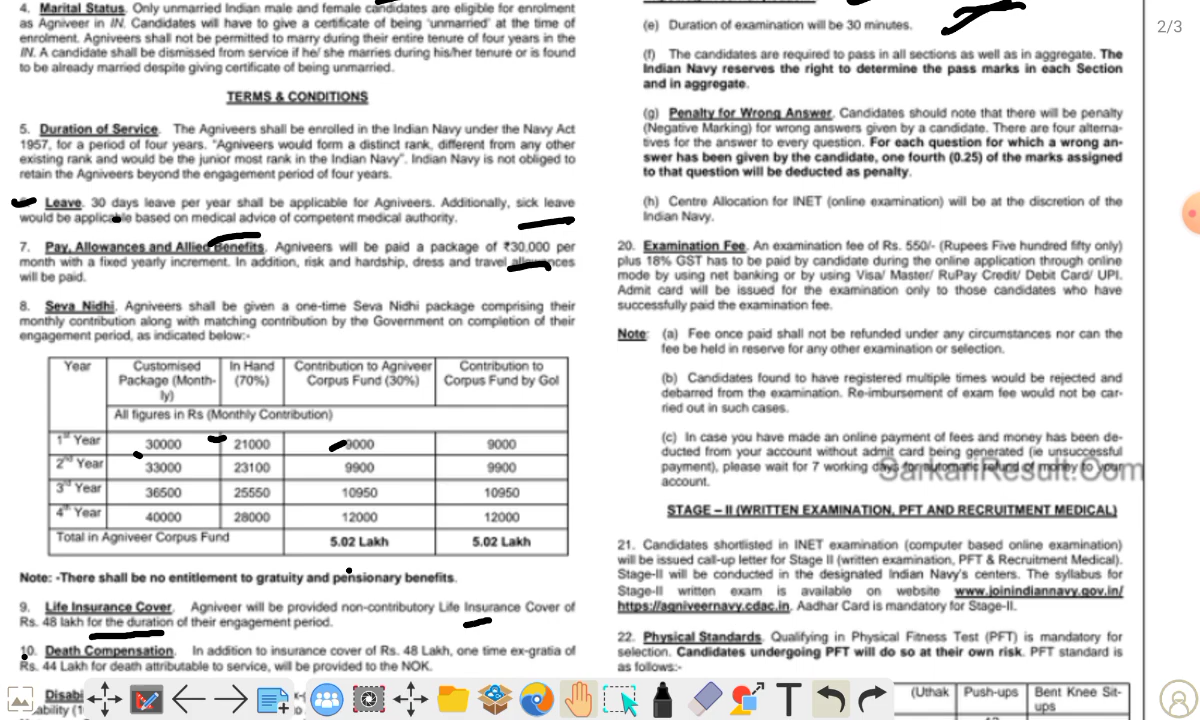 4. Marital Status. Only unmarried Indian male and female candidates are eligible for enrolment
as Agniveer in IN. Candidates will have to give a certificate of being 'unmarried' at the time of
enrolment. Agniveers shall not be permitted to marry during their entire tenure of four years in the
IN. A candidate shall be dismissed from service if he/ she marries during his/her tenure or is found
to be already married despite giving certificate of being unmarried.
TERMS & CONDITIONS
5. Duration of Service. The Agniveers shall be enrolled in the Indian Navy under the Navy Act
1957, for a period of four years. "Agniveers would form a distinct rank, different from any other
existing rank and would be the junior most rank in the Indian Navy". Indian Navy is not obliged to
retain the Agniveers beyond the engagement period of four years.
Leave. 30 days leave per year shall be applicable for Agniveers. Additionally, sick leave
would be applicable based on medical advice of competent medical authority.
7. Pay, Allowances and Allied Benefits. Agniveers will be paid a package of ₹30,000 per
month with a fixed yearly increment. In addition, risk and hardship, dress and travel allowances
will be paid.
8. Seva Nidhi. Agniveers shall be given a one-time Seva Nidhi package comprising their
monthly contribution along with matching contribution by the Government on completion of their
engagement period, as indicated below:-
Year Customised Package (Month-ly) In Hand (70%) Contribution to Agniveer Corpus Fund (30%) Contribution to Corpus Fund by GoI
All figures in Rs (Monthly Contribution)
1st Year 30000 21000 9000 9000
2nd Year 33000 23100 9900 9900
3rd Year 36500 25550 10950 10950
4th Year 40000 28000 12000 12000
Total in Agniveer Corpus Fund 5.02 Lakh 5.02 Lakh
Note: -There shall be no entitlement to gratuity and pensionary benefits.
9. Life Insurance Cover. Agniveer will be provided non-contributory Life Insurance Cover of
Rs. 48 lakh for the duration of their engagement period.
10. Death Compensation. In addition to insurance cover of Rs. 48 Lakh, one time ex-gratia of
Rs. 44 Lakh for death attributable to service, will be provided to the NOK.
Disabi
ability (1
(e) Duration of examination will be 30 minutes.
(f) The candidates are required to pass in all sections as well as in aggregate. The
Indian Navy reserves the right to determine the pass marks in each Section
and in aggregate.
(g) Penalty for Wrong Answer. Candidates should note that there will be penalty
(Negative Marking) for wrong answers given by a candidate. There are four alterna-
tives for the answer to every question. For each question for which a wrong an-
swer has been given by the candidate, one fourth (0.25) of the marks assigned
to that question will be deducted as penalty.
(h) Centre Allocation for INET (online examination) will be at the discretion of the
Indian Navy.
20. Examination Fee. An examination fee of Rs. 550/- (Rupees Five hundred fifty only)
plus 18% GST has to be paid by candidate during the online application through online
mode by using net banking or by using Visa/ Master/ RuPay Credit/ Debit Card/ UPI.
Admit card will be issued for the examination only to those candidates who have
successfully paid the examination fee.
Note: (a) Fee once paid shall not be refunded under any circumstances nor can the
fee be held in reserve for any other examination or selection.
(b) Candidates found to have registered multiple times would be rejected and
debarred from the examination. Re-imbursement of exam fee would not be car-
ried out in such cases.
(c) In case you have made an online payment of fees and money has been de-
ducted from your account without admit card being generated (ie unsuccessful
payment), please wait for 7 working days for automatic refund of money to your
account.
SarkariResult.Com
STAGE – II (WRITTEN EXAMINATION, PFT AND RECRUITMENT MEDICAL)
21. Candidates shortlisted in INET examination (computer based online examination)
will be issued call-up letter for Stage II (written examination, PFT & Recruitment Medical).
Stage-II will be conducted in the designated Indian Navy's centers. The syllabus for
Stage-II written exam is available on website www.joinindiannavy.gov.in/
https://agniveernavy.cdac.in. Aadhar Card is mandatory for Stage-II.
22. Physical Standards. Qualifying in Physical Fitness Test (PFT) is mandatory for
selection. Candidates undergoing PFT will do so at their own risk. PFT standard is
as follows:-
(Uthak Push-ups Bent Knee Sit-ups
2/3
T